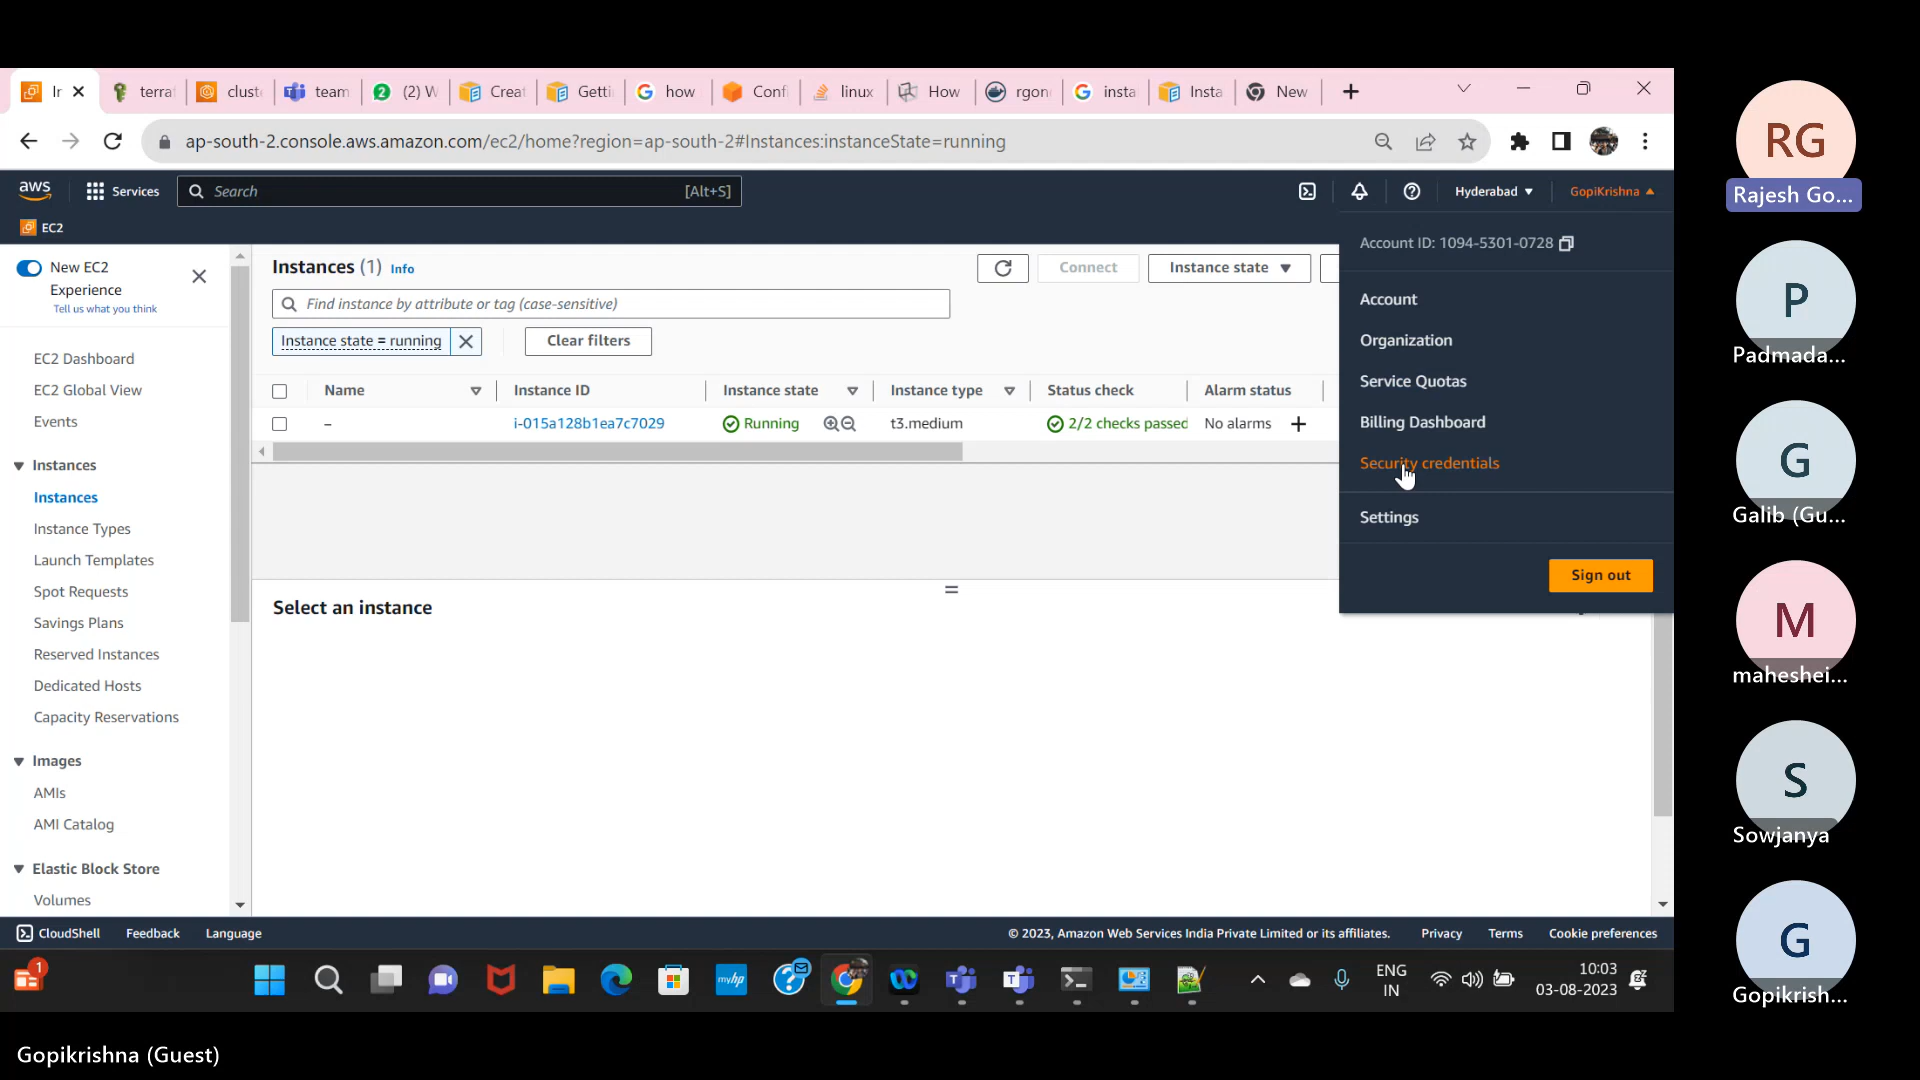 Ir
terra
clust
team
(2) W
Creat
Getti
how
Confi
linux
How
rgon
insta
Insta
New
ap-south-2.console.aws.amazon.com/ec2/home?region=ap-south-2#Instances:instanceState=running
aws
Services
Search
[Alt+S]
Hyderabad
GopiKrishna
EC2
New EC2
Experience
Tell us what you think
EC2 Dashboard
EC2 Global View
Events
Instances
Instances
Instance Types
Launch Templates
Spot Requests
Savings Plans
Reserved Instances
Dedicated Hosts
Capacity Reservations
Images
AMIs
AMI Catalog
Elastic Block Store
Volumes
Instances (1) Info
Connect
Instance state
Find instance by attribute or tag (case-sensitive)
Instance state = running
Clear filters
Name
Instance ID
Instance state
Instance type
Status check
Alarm status
–
i-015a128b1ea7c7029
Running
t3.medium
2/2 checks passed
No alarms
Select an instance
Account ID: 1094-5301-0728
Account
Organization
Service Quotas
Billing Dashboard
Security credentials
Settings
Sign out
CloudShell
Feedback
Language
© 2023, Amazon Web Services India Private Limited or its affiliates.
Privacy
Terms
Cookie preferences
1
myhp
ENG
IN
10:03
03-08-2023
RG
Rajesh Go...
P
Padmada...
G
Galib (Gu...
M
maheshei...
S
Sowjanya
G
Gopikrish...
Gopikrishna (Guest)